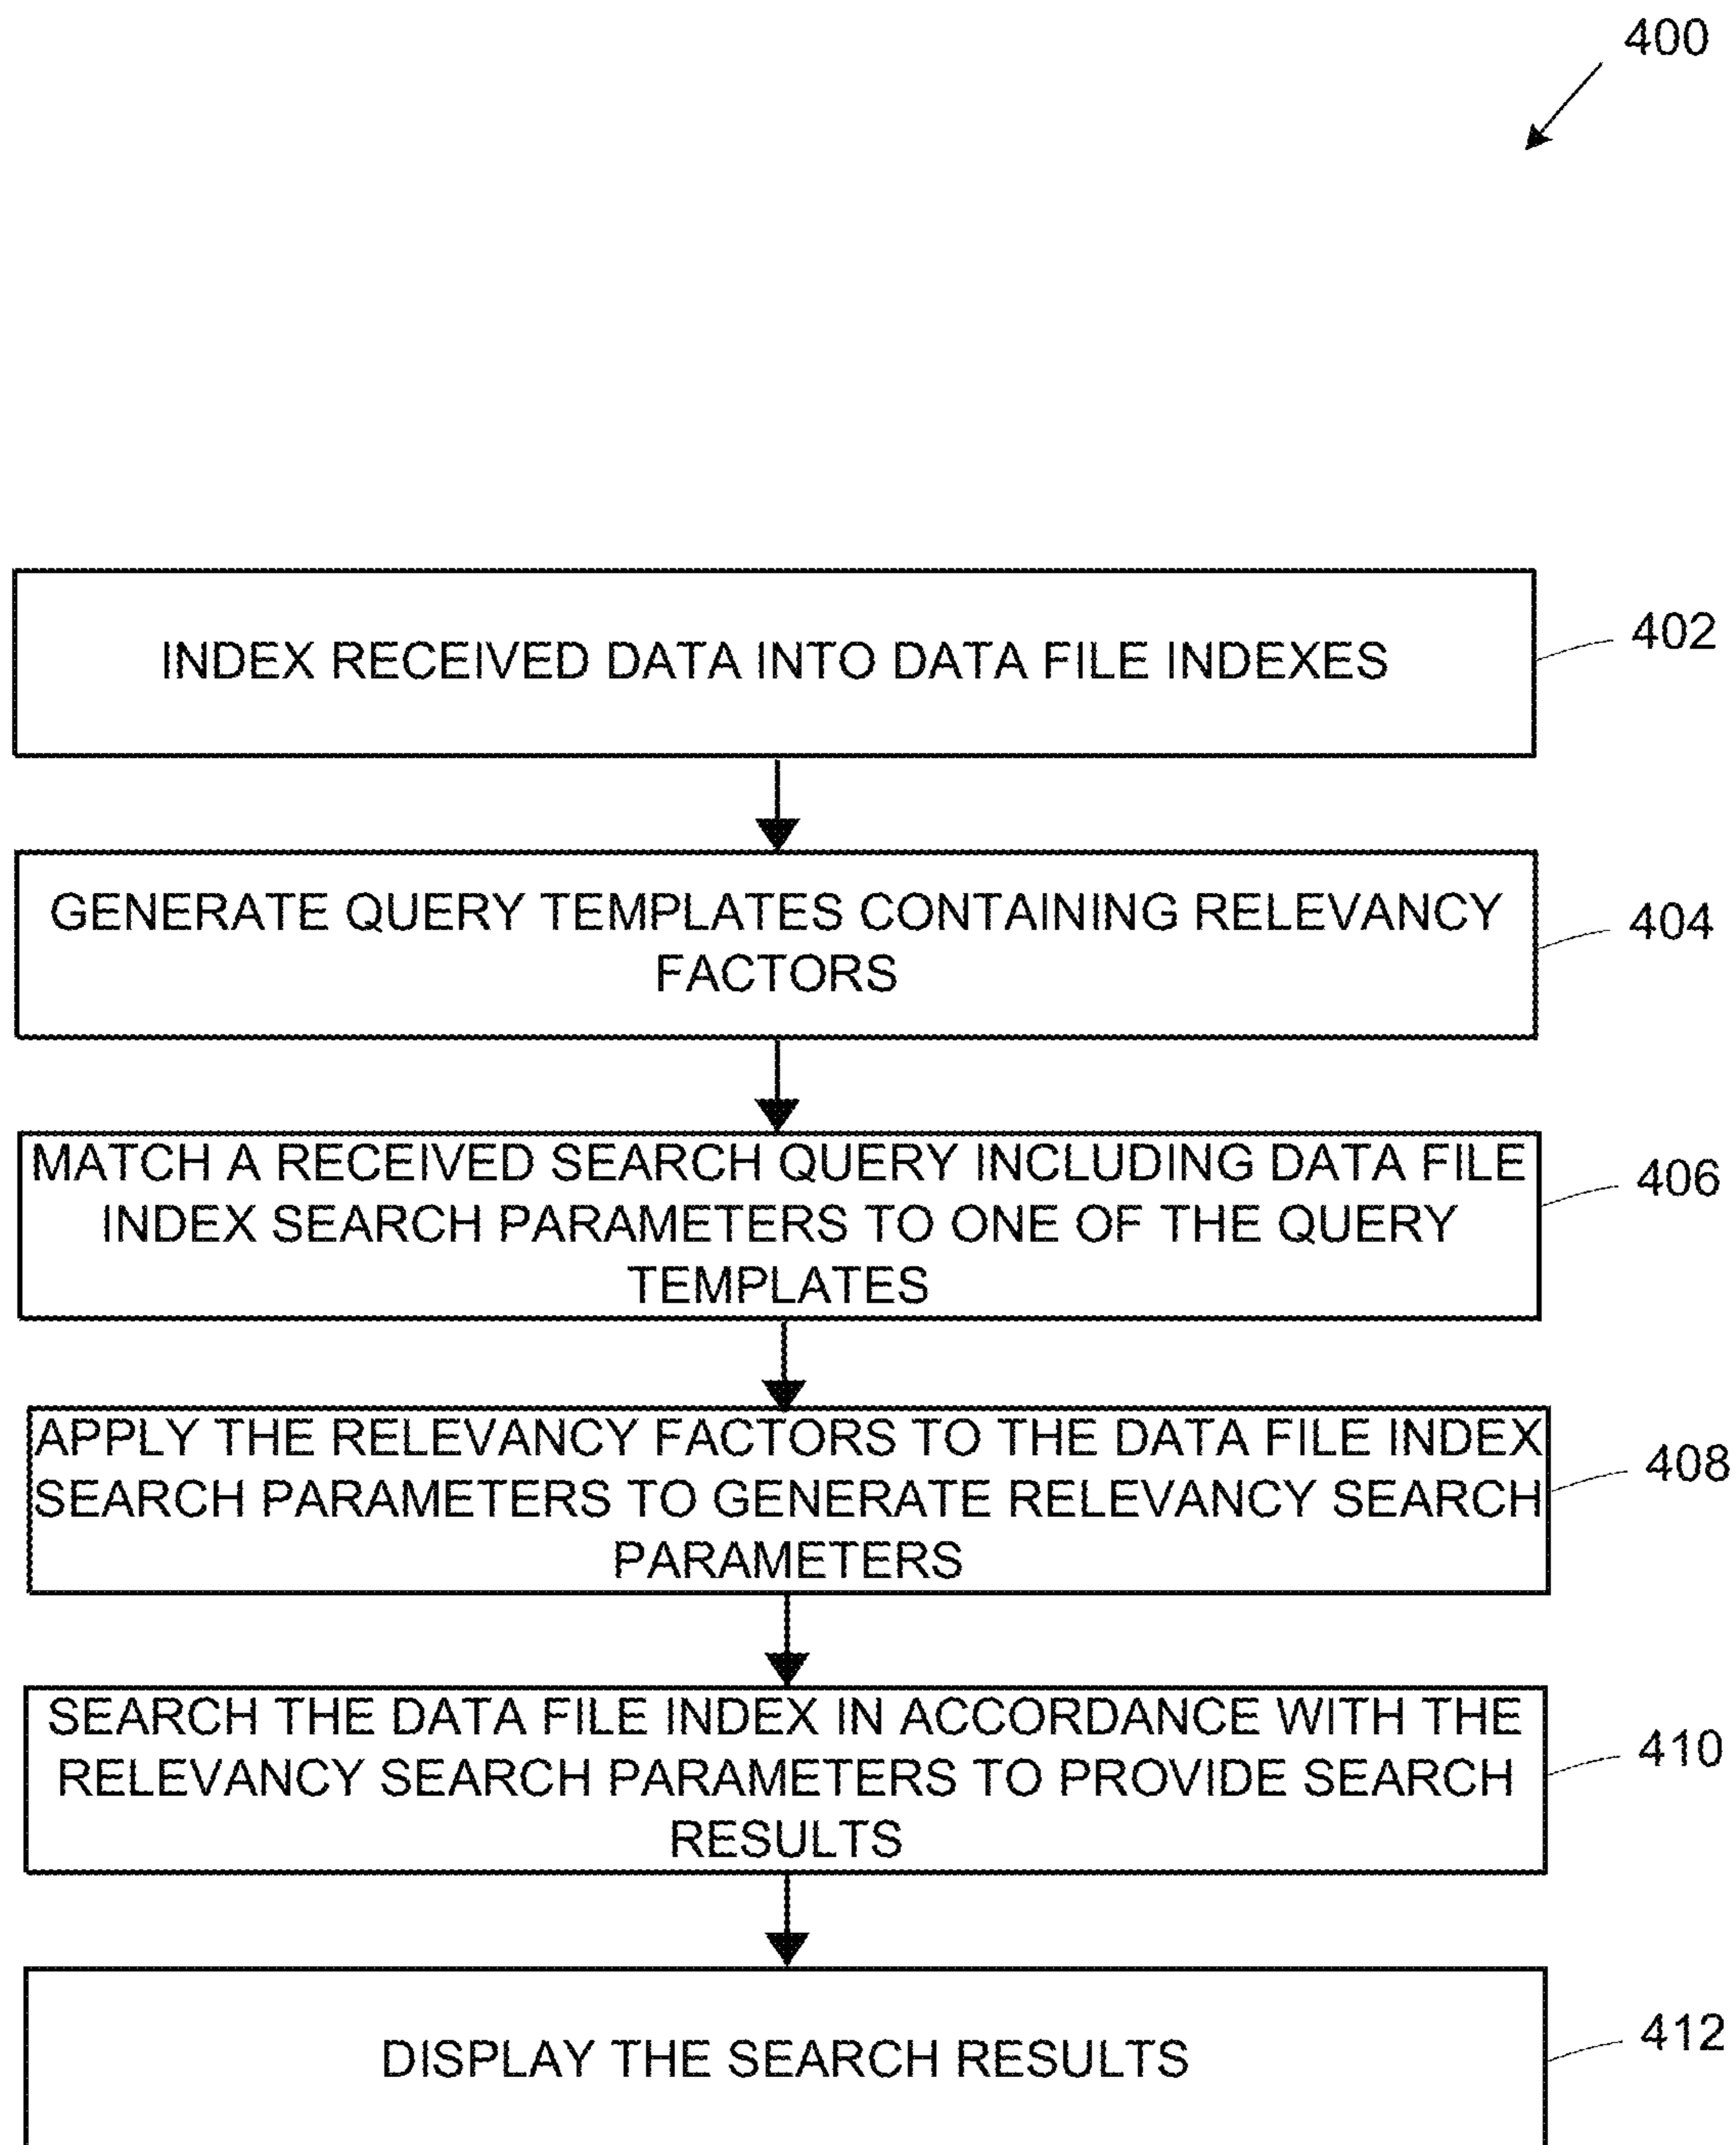 400
INDEX RECEIVED DATA INTO DATA FILE INDEXES
402
GENERATE QUERY TEMPLATES CONTAINING RELEVANCY
FACTORS
404
MATCH A RECEIVED SEARCH QUERY INCLUDING DATA FILE
INDEX SEARCH PARAMETERS TO ONE OF THE QUERY
TEMPLATES
406
APPLY THE RELEVANCY FACTORS TO THE DATA FILE INDEX
SEARCH PARAMETERS TO GENERATE RELEVANCY SEARCH
PARAMETERS
408
SEARCH THE DATA FILE INDEX IN ACCORDANCE WITH THE
RELEVANCY SEARCH PARAMETERS TO PROVIDE SEARCH
RESULTS
410
DISPLAY THE SEARCH RESULTS
412